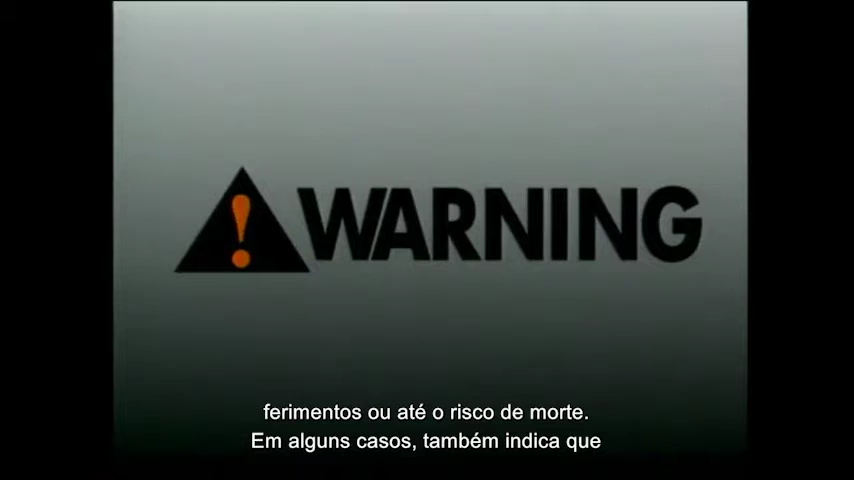 WARNING
ferimentos ou até o risco de morte.
Em alguns casos, também indica que